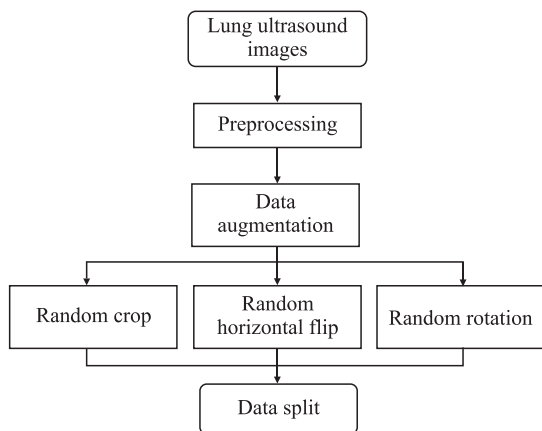 Lung ultrasound
images
Preprocessing
Data
augmentation
Random crop
Random
horizontal flip
Random rotation
Data split